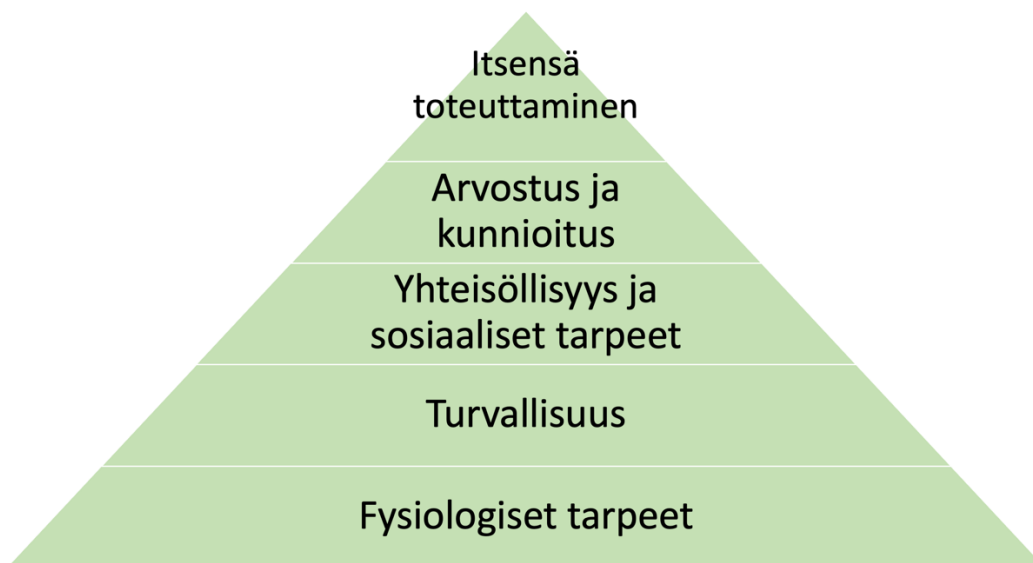 Itsensä
toteuttaminen
Arvostus ja
kunnioitus
Yhteisöllisyys ja
sosiaaliset tarpeet
Turvallisuus
Fysiologiset tarpeet